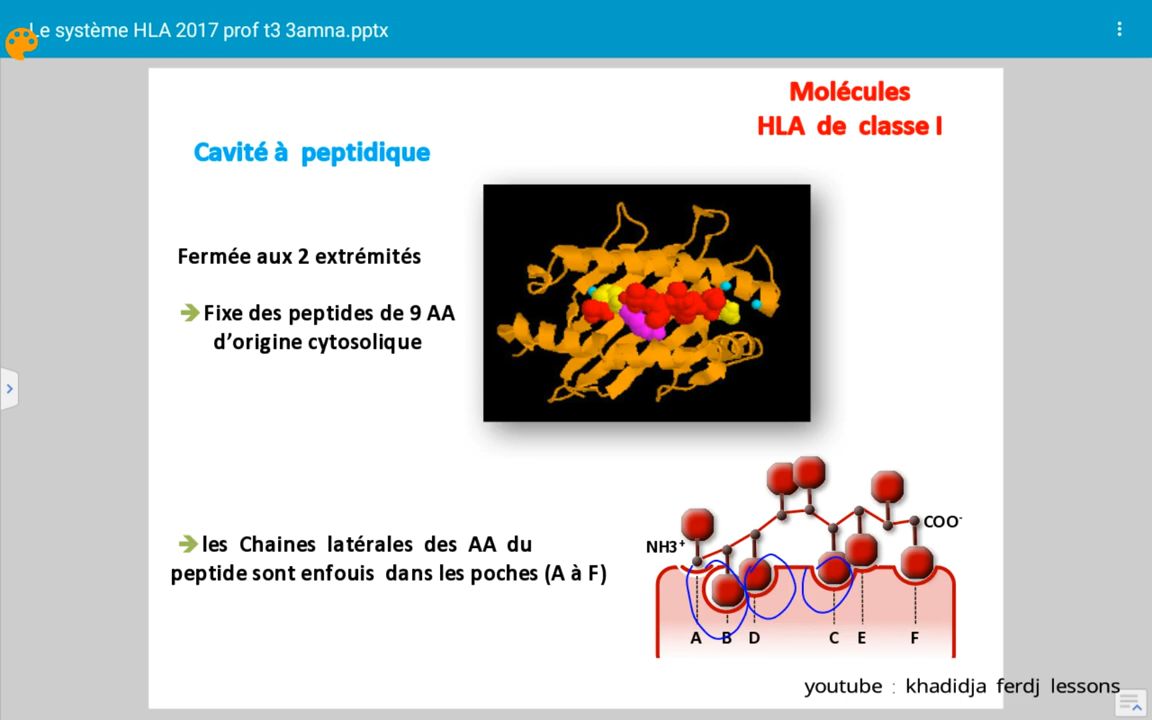 Le système HLA 2017 prof t3 3amna.pptx
Molécules
HLA de classe I
Cavité à peptidique
Fermée aux 2 extrémités
Fixe des peptides de 9 AA
d'origine cytosolique
les Chaines latérales des AA du
peptide sont enfouis dans les poches (A à F)
NH3+
COO-
A B D C E F
youtube : khadidja ferdj lessons